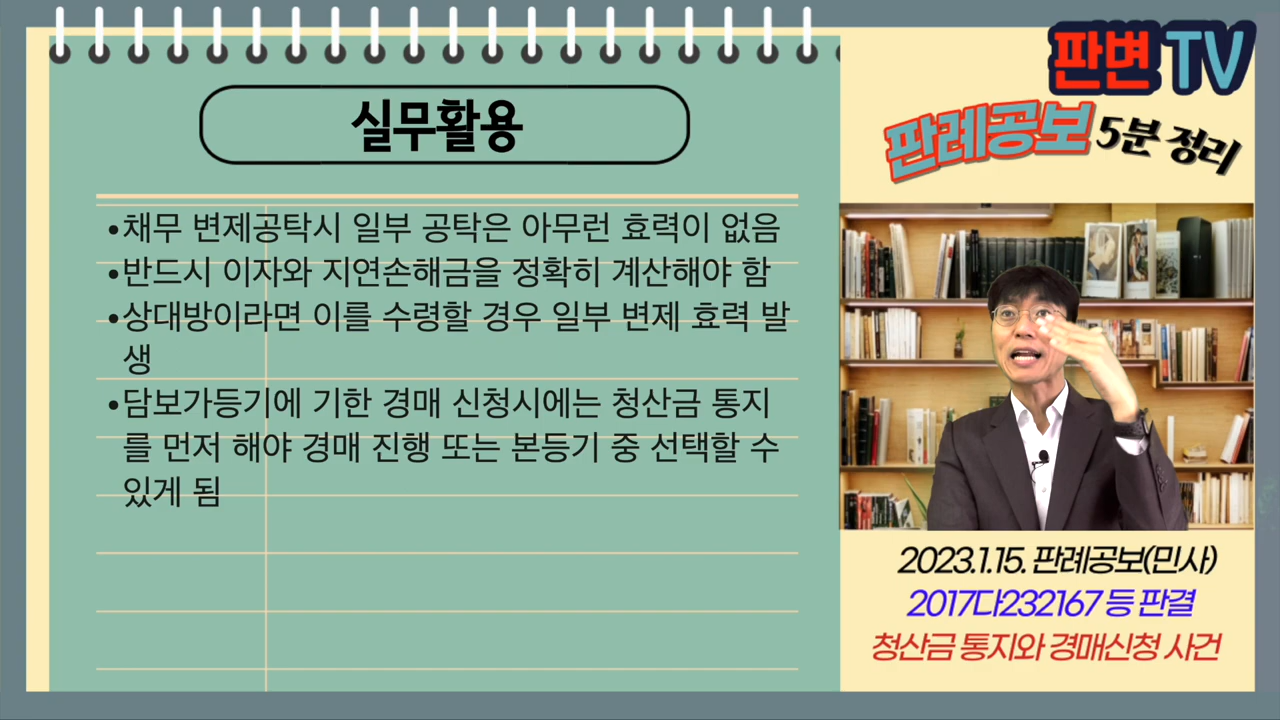 실무활용
•채무 변제공탁시 일부 공탁은 아무런 효력이 없음
•반드시 이자와 지연손해금을 정확히 계산해야 함
•상대방이라면 이를 수령할 경우 일부 변제 효력 발
생
•담보가등기에 기한 경매 신청시에는 청산금 통지
를 먼저 해야 경매 진행 또는 본등기 중 선택할 수
있게 됨
판변 TV
판례공보 5분 정리
2023.1.15. 판례공보(민사)
2017다232167 등 판결
청산금 통지와 경매신청 사건